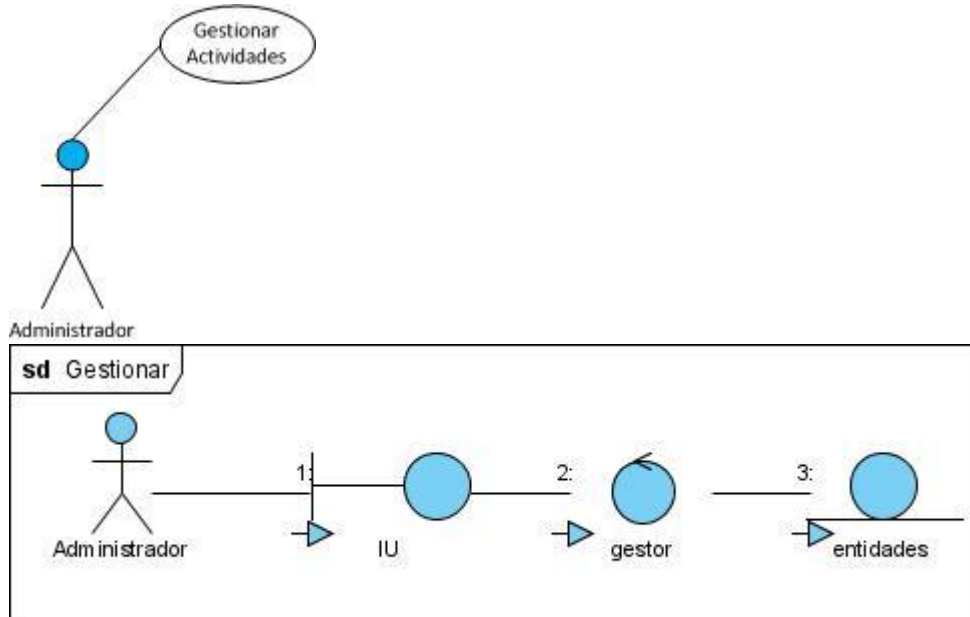 Gestionar
Actividades
Administrador
sd Gestionar
1:
2:
3:
Administrador
IU
gestor
entidades